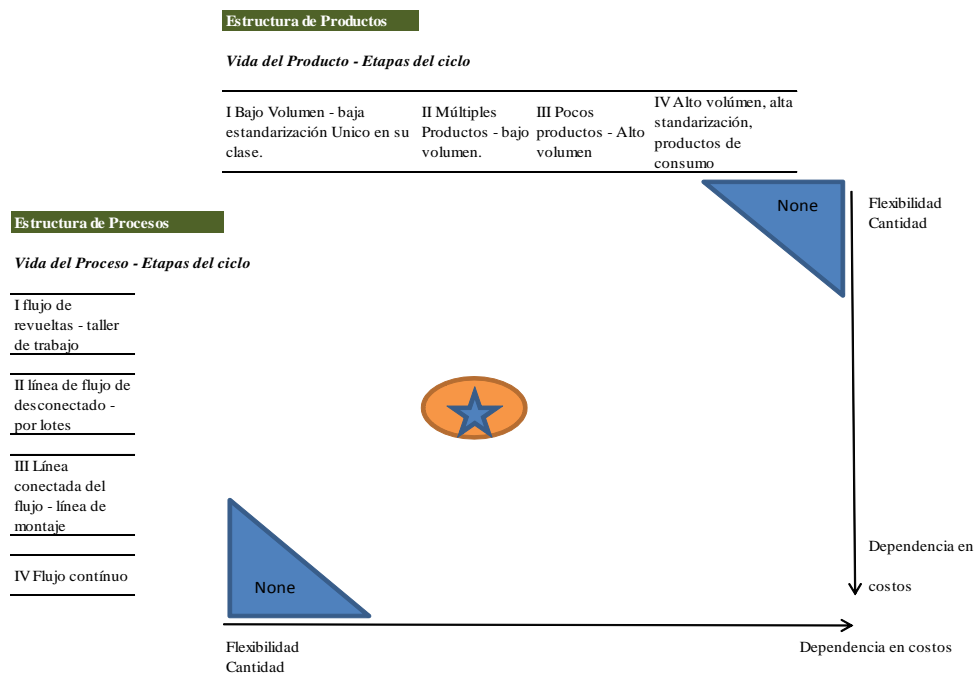 Estructura de Productos
Vida del Producto - Etapas del ciclo
I Bajo Volumen - baja
estandarización Unico en su
clase.
II Múltiples
Productos - bajo
volumen.
III Pocos
productos - Alto
volumen
IV Alto volúmen, alta
standarización,
productos de
consumo
None
Flexibilidad
Cantidad
Estructura de Procesos
Vida del Proceso - Etapas del ciclo
I flujo de
revueltas - taller
de trabajo
II línea de flujo de
desconectado -
por lotes
III Línea
conectada del
flujo - línea de
montaje
IV Flujo contínuo
None
Dependencia en
costos
Flexibilidad
Cantidad
Dependencia en costos